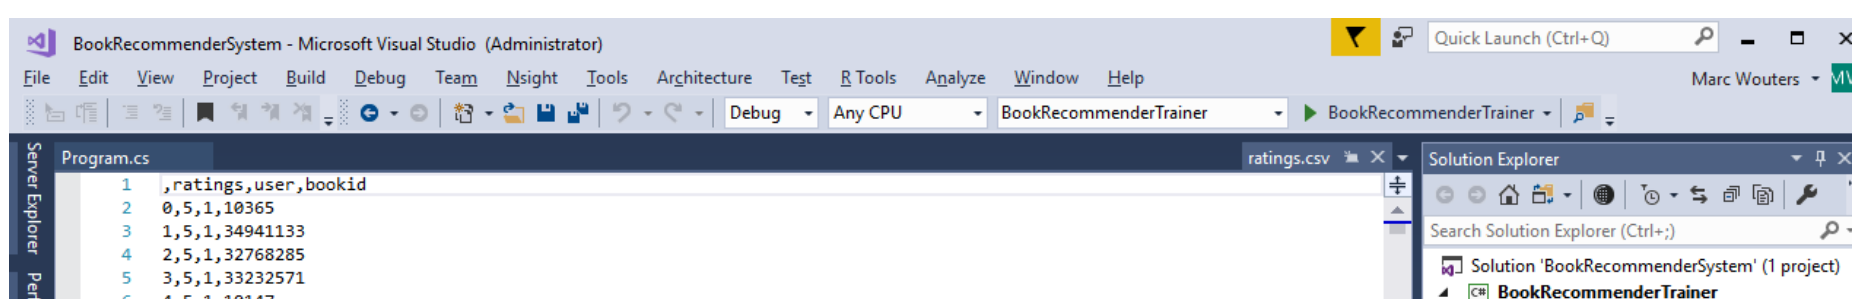 BookRecommenderSystem - Microsoft Visual Studio (Administrator)
Quick Launch (Ctrl+Q)
File Edit View Project Build Debug Team Nsight Tools Architecture Test R Tools Analyze Window Help
Marc Wouters
Debug Any CPU BookRecommenderTrainer BookRecommenderTrainer
Server Explorer
Program.cs
ratings.csv
1 ,ratings,user,bookid
2 0,5,1,10365
3 1,5,1,34941133
4 2,5,1,32768285
5 3,5,1,33232571
Solution Explorer
Search Solution Explorer (Ctrl+;)
Solution 'BookRecommenderSystem' (1 project)
C# BookRecommenderTrainer